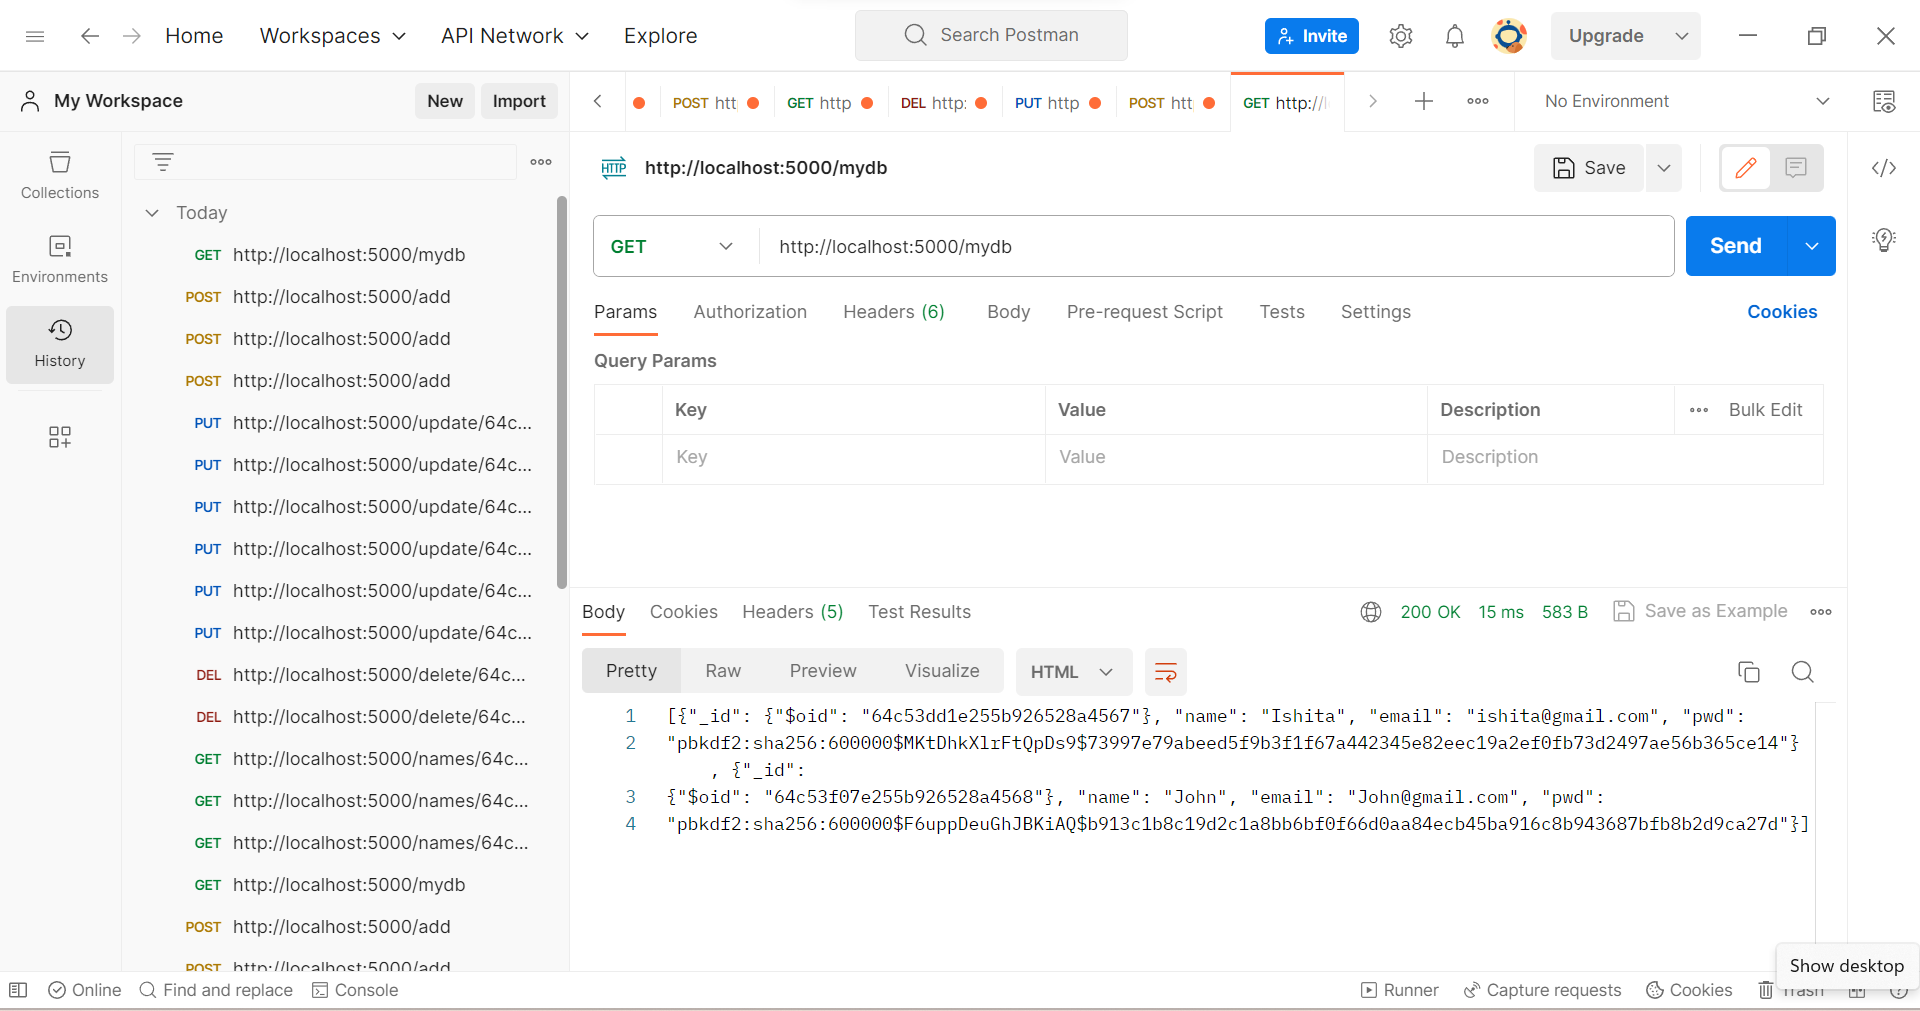 Home Workspaces API Network Explore Search Postman Invite Upgrade
My Workspace New Import POST htt GET http DEL http: PUT http POST htt GET http:// No Environment
HTTP http://localhost:5000/mydb Save
Collections
Environments
History
Today
GET http://localhost:5000/mydb
POST http://localhost:5000/add
POST http://localhost:5000/add
POST http://localhost:5000/add
PUT http://localhost:5000/update/64c...
PUT http://localhost:5000/update/64c...
PUT http://localhost:5000/update/64c...
PUT http://localhost:5000/update/64c...
PUT http://localhost:5000/update/64c...
PUT http://localhost:5000/update/64c...
DEL http://localhost:5000/delete/64c...
DEL http://localhost:5000/delete/64c...
GET http://localhost:5000/names/64c...
GET http://localhost:5000/names/64c...
GET http://localhost:5000/names/64c...
GET http://localhost:5000/mydb
POST http://localhost:5000/add
POST http://localhost:5000/add
GET http://localhost:5000/mydb Send
Params Authorization Headers (6) Body Pre-request Script Tests Settings Cookies
Query Params
Key Value Description Bulk Edit
Key Value Description
Body Cookies Headers (5) Test Results 200 OK 15 ms 583 B Save as Example
Pretty Raw Preview Visualize HTML
1 [{"_id": {"$oid": "64c53dd1e255b926528a4567"}, "name": "Ishita", "email": "ishita@gmail.com", "pwd":
2 "pbkdf2:sha256:600000$MKtDhkXlrFtQpDs9$73997e79abeed5f9b3f1f67a442345e82eec19a2ef0fb73d2497ae56b365ce14"}
, {"_id":
3 {"$oid": "64c53f07e255b926528a4568"}, "name": "John", "email": "John@gmail.com", "pwd":
4 "pbkdf2:sha256:600000$F6uppDeuGhJBKiAQ$b913c1b8c19d2c1a8bb6bf0f66d0aa84ecb45ba916c8b943687bfb8b2d9ca27d"}]
Show desktop
Online Find and replace Console Runner Capture requests Cookies Trash